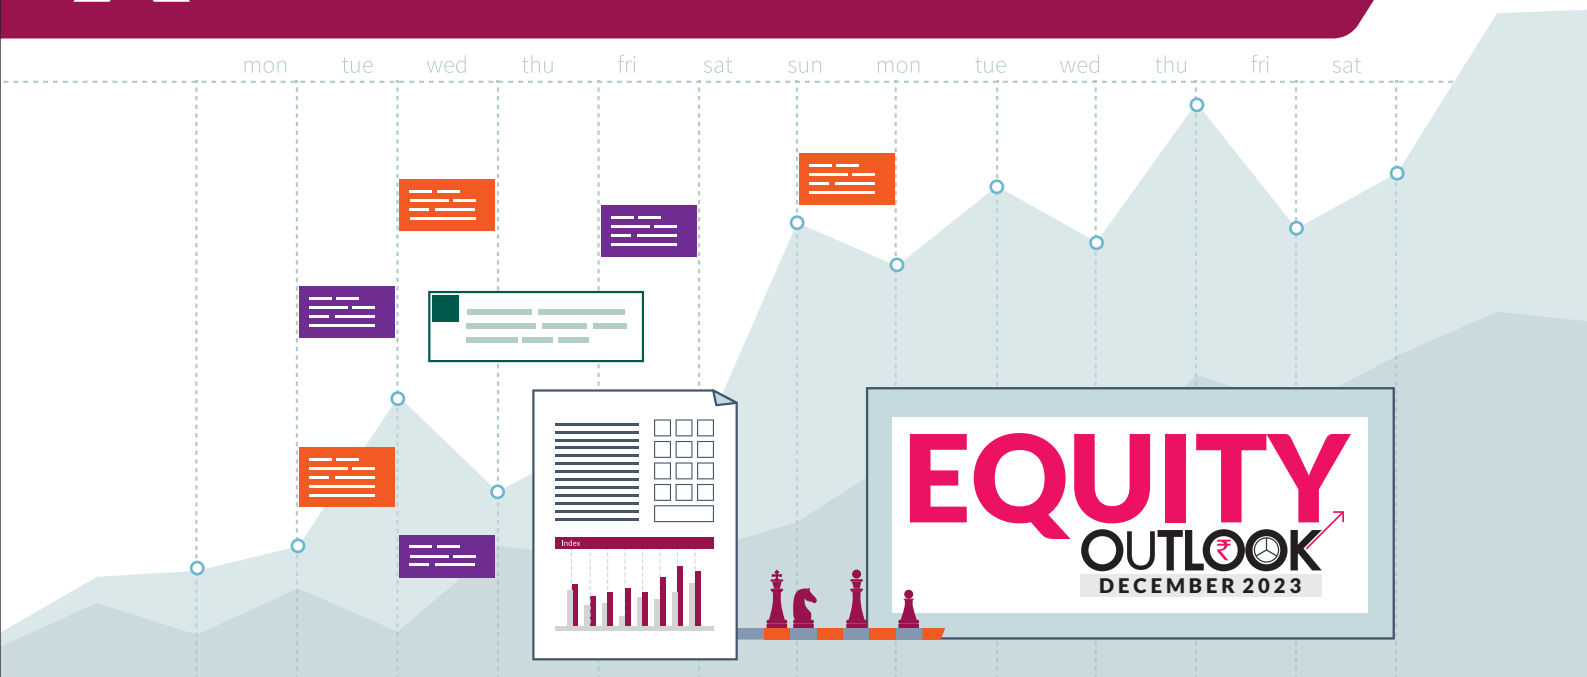 mon tue wed thu fri sat sun mon tue wed thu fri sat
Index
EQUITY
OUTLOOK
DECEMBER 2023